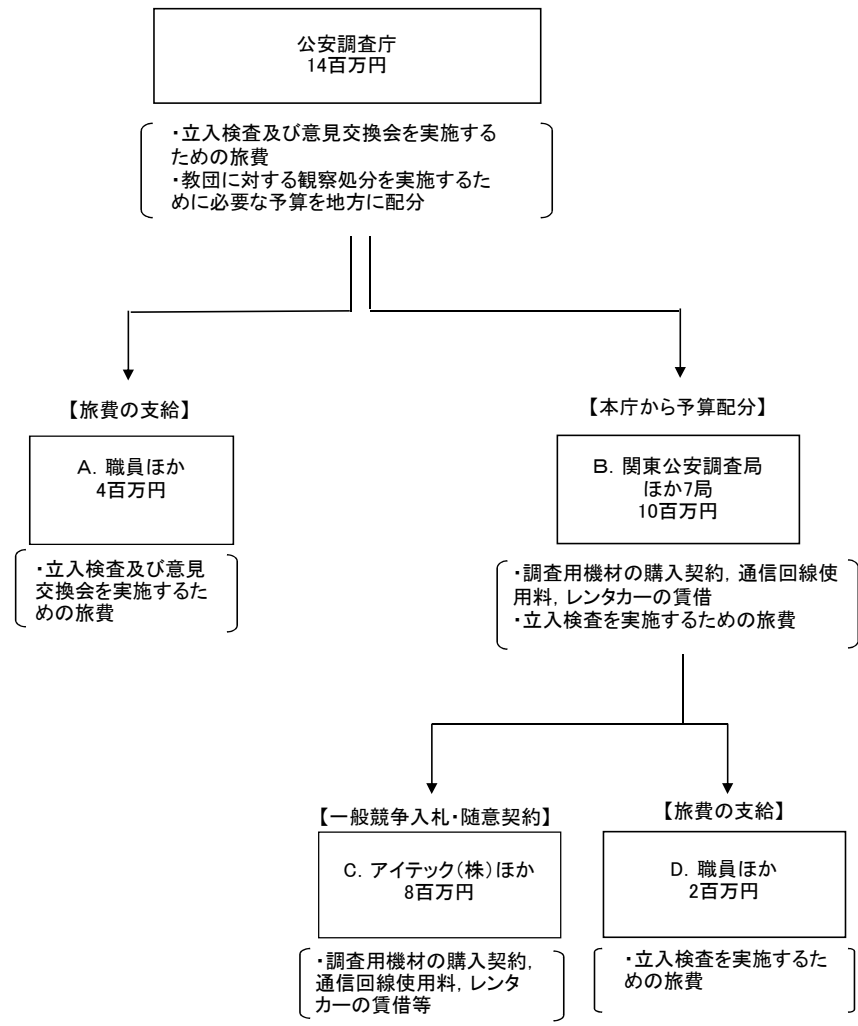 公安調査庁
14百万円
・立入検査及び意見交換会を実施する
ための旅費
・教団に対する観察処分を実施するた
めに必要な予算を地方に配分
【旅費の支給】
A．職員ほか
4百万円
・立入検査及び意見
交換会を実施するた
めの旅費
【本庁から予算配分】
B．関東公安調査局
ほか7局
10百万円
・調査用機材の購入契約，通信回線使
用料，レンタカーの賃借
・立入検査を実施するための旅費
【一般競争入札・随意契約】
C．アイテック（株）ほか
8百万円
・調査用機材の購入契約，
通信回線使用料，レンタ
カーの賃借等
【旅費の支給】
D．職員ほか
2百万円
・立入検査を実施するた
めの旅費